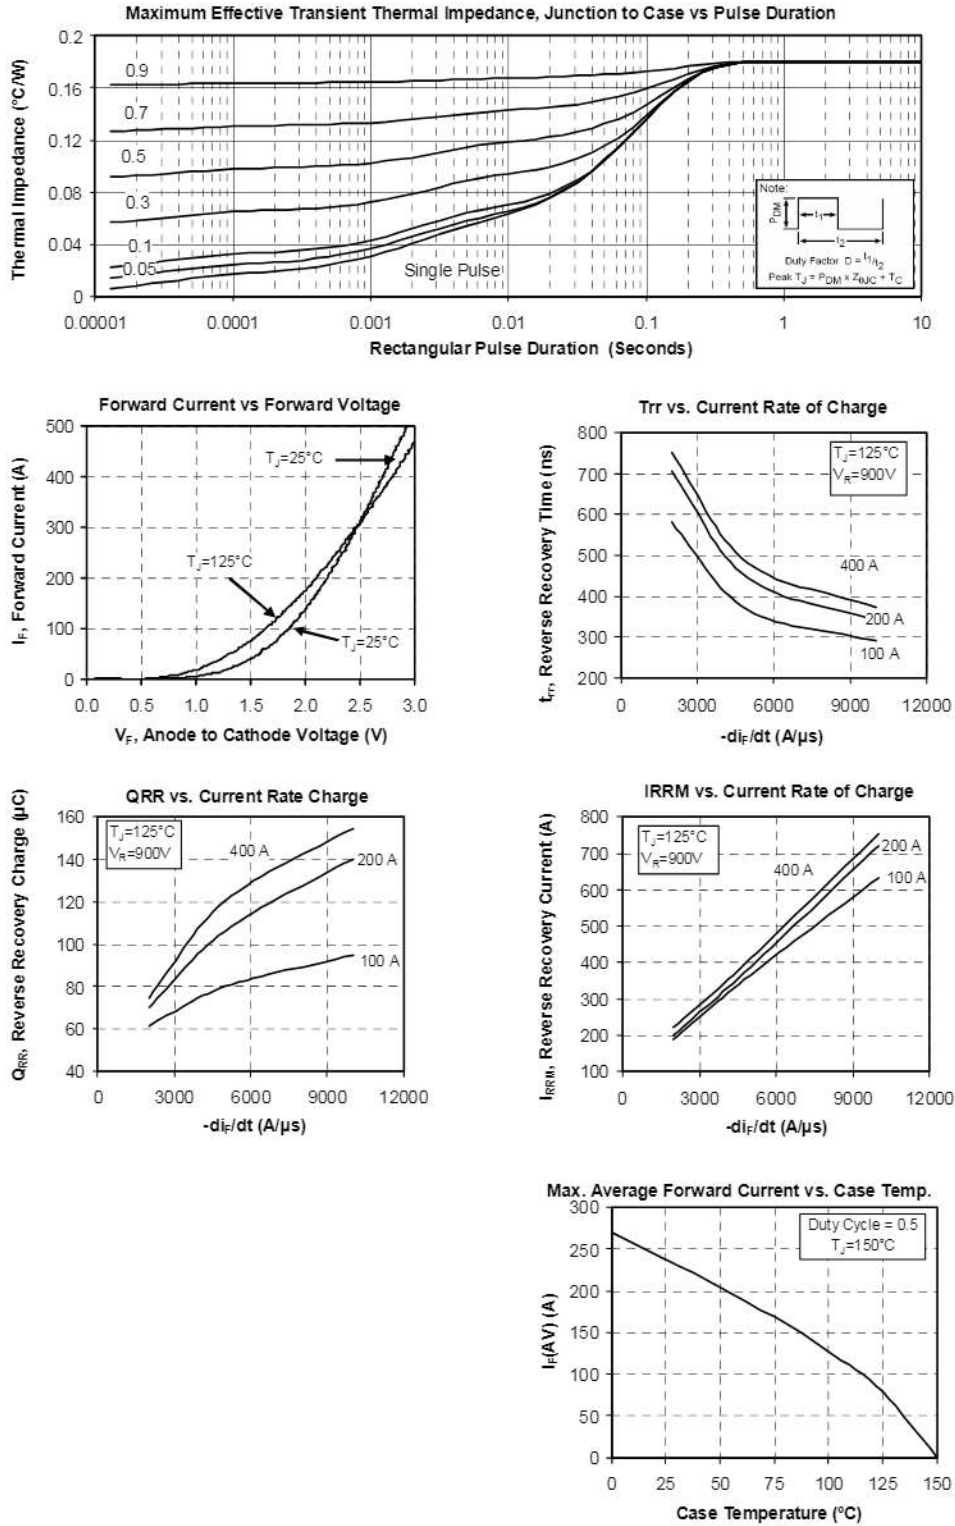 Maximum Effective Transient Thermal Impedance, Junction to Case vs Pulse Duration
Thermal Impedance (°C/W)
0.2
0.16
0.12
0.08
0.04
0
0.9
0.7
0.5
0.3
0.1
0.05
Single Pulse
Note:
PDM
t1
t2
Duty Factor D = t1/t2
Peak TJ = PDM x ZθJC + TC
0.00001 0.0001 0.001 0.01 0.1 1 10
Rectangular Pulse Duration (Seconds)
Forward Current vs Forward Voltage
IF, Forward Current (A)
500
400
300
200
100
0
TJ=25°C
TJ=125°C
TJ=25°C
0.0 0.5 1.0 1.5 2.0 2.5 3.0
VF, Anode to Cathode Voltage (V)
Trr vs. Current Rate of Charge
trr, Reverse Recovery Time (ns)
800
700
600
500
400
300
200
TJ=125°C
VR=900V
400 A
200 A
100 A
0 3000 6000 9000 12000
-diF/dt (A/µs)
QRR vs. Current Rate Charge
QRR, Reverse Recovery Charge (µC)
160
140
120
100
80
60
40
TJ=125°C
VR=900V
400 A
200 A
100 A
0 3000 6000 9000 12000
-diF/dt (A/µs)
IRRM vs. Current Rate of Charge
IRRM, Reverse Recovery Current (A)
800
700
600
500
400
300
200
100
TJ=125°C
VR=900V
400 A
200 A
100 A
0 3000 6000 9000 12000
-diF/dt (A/µs)
Max. Average Forward Current vs. Case Temp.
IF(AV) (A)
300
250
200
150
100
50
0
Duty Cycle = 0.5
TJ=150°C
0 25 50 75 100 125 150
Case Temperature (ºC)